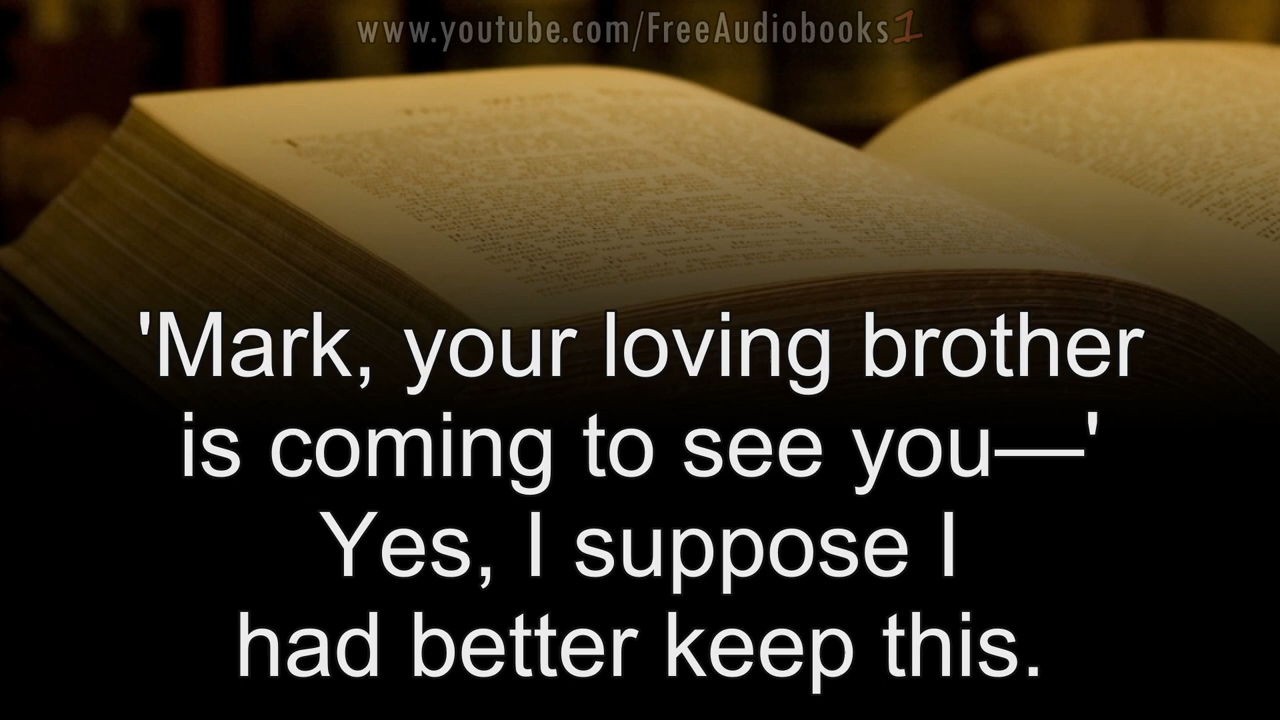 www.youtube.com/FreeAudiobooks1
'Mark, your loving brother
is coming to see you—'
Yes, I suppose I
had better keep this.